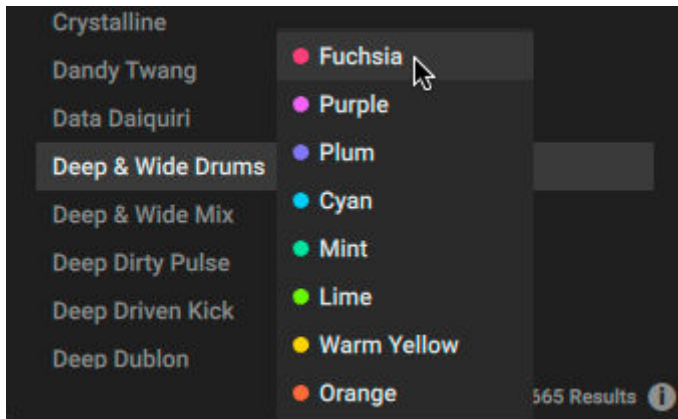 Crystalline
Dandy Twang
Data Daiquiri
Deep & Wide Drums
Deep & Wide Mix
Deep Dirty Pulse
Deep Driven Kick
Deep Dublon
Fuchsia
Purple
Plum
Cyan
Mint
Lime
Warm Yellow
Orange
665 Results